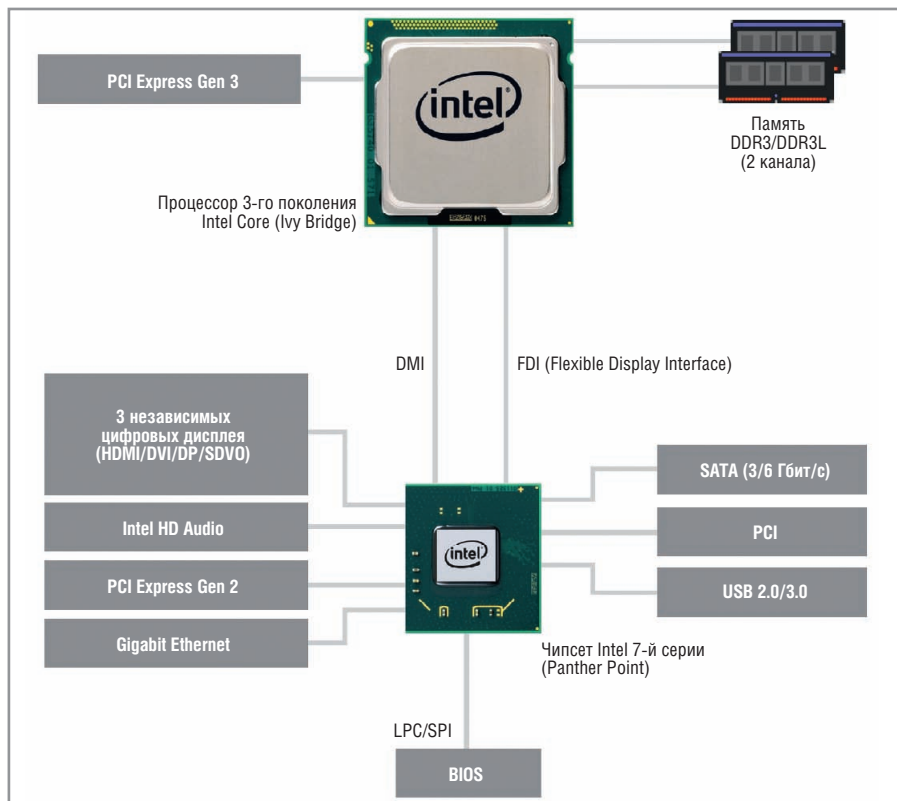 PCI Express Gen 3
intel
Память
DDR3/DDR3L
(2 канала)
Процессор 3-го поколения
Intel Core (Ivy Bridge)
DMI
FDI (Flexible Display Interface)
3 независимых
цифровых дисплея
(HDMI/DVI/DP/SDVO)
SATA (3/6 Гбит/с)
Intel HD Audio
intel
PCI
PCI Express Gen 2
USB 2.0/3.0
Gigabit Ethernet
Чипсет Intel 7-й серии
(Panther Point)
LPC/SPI
BIOS